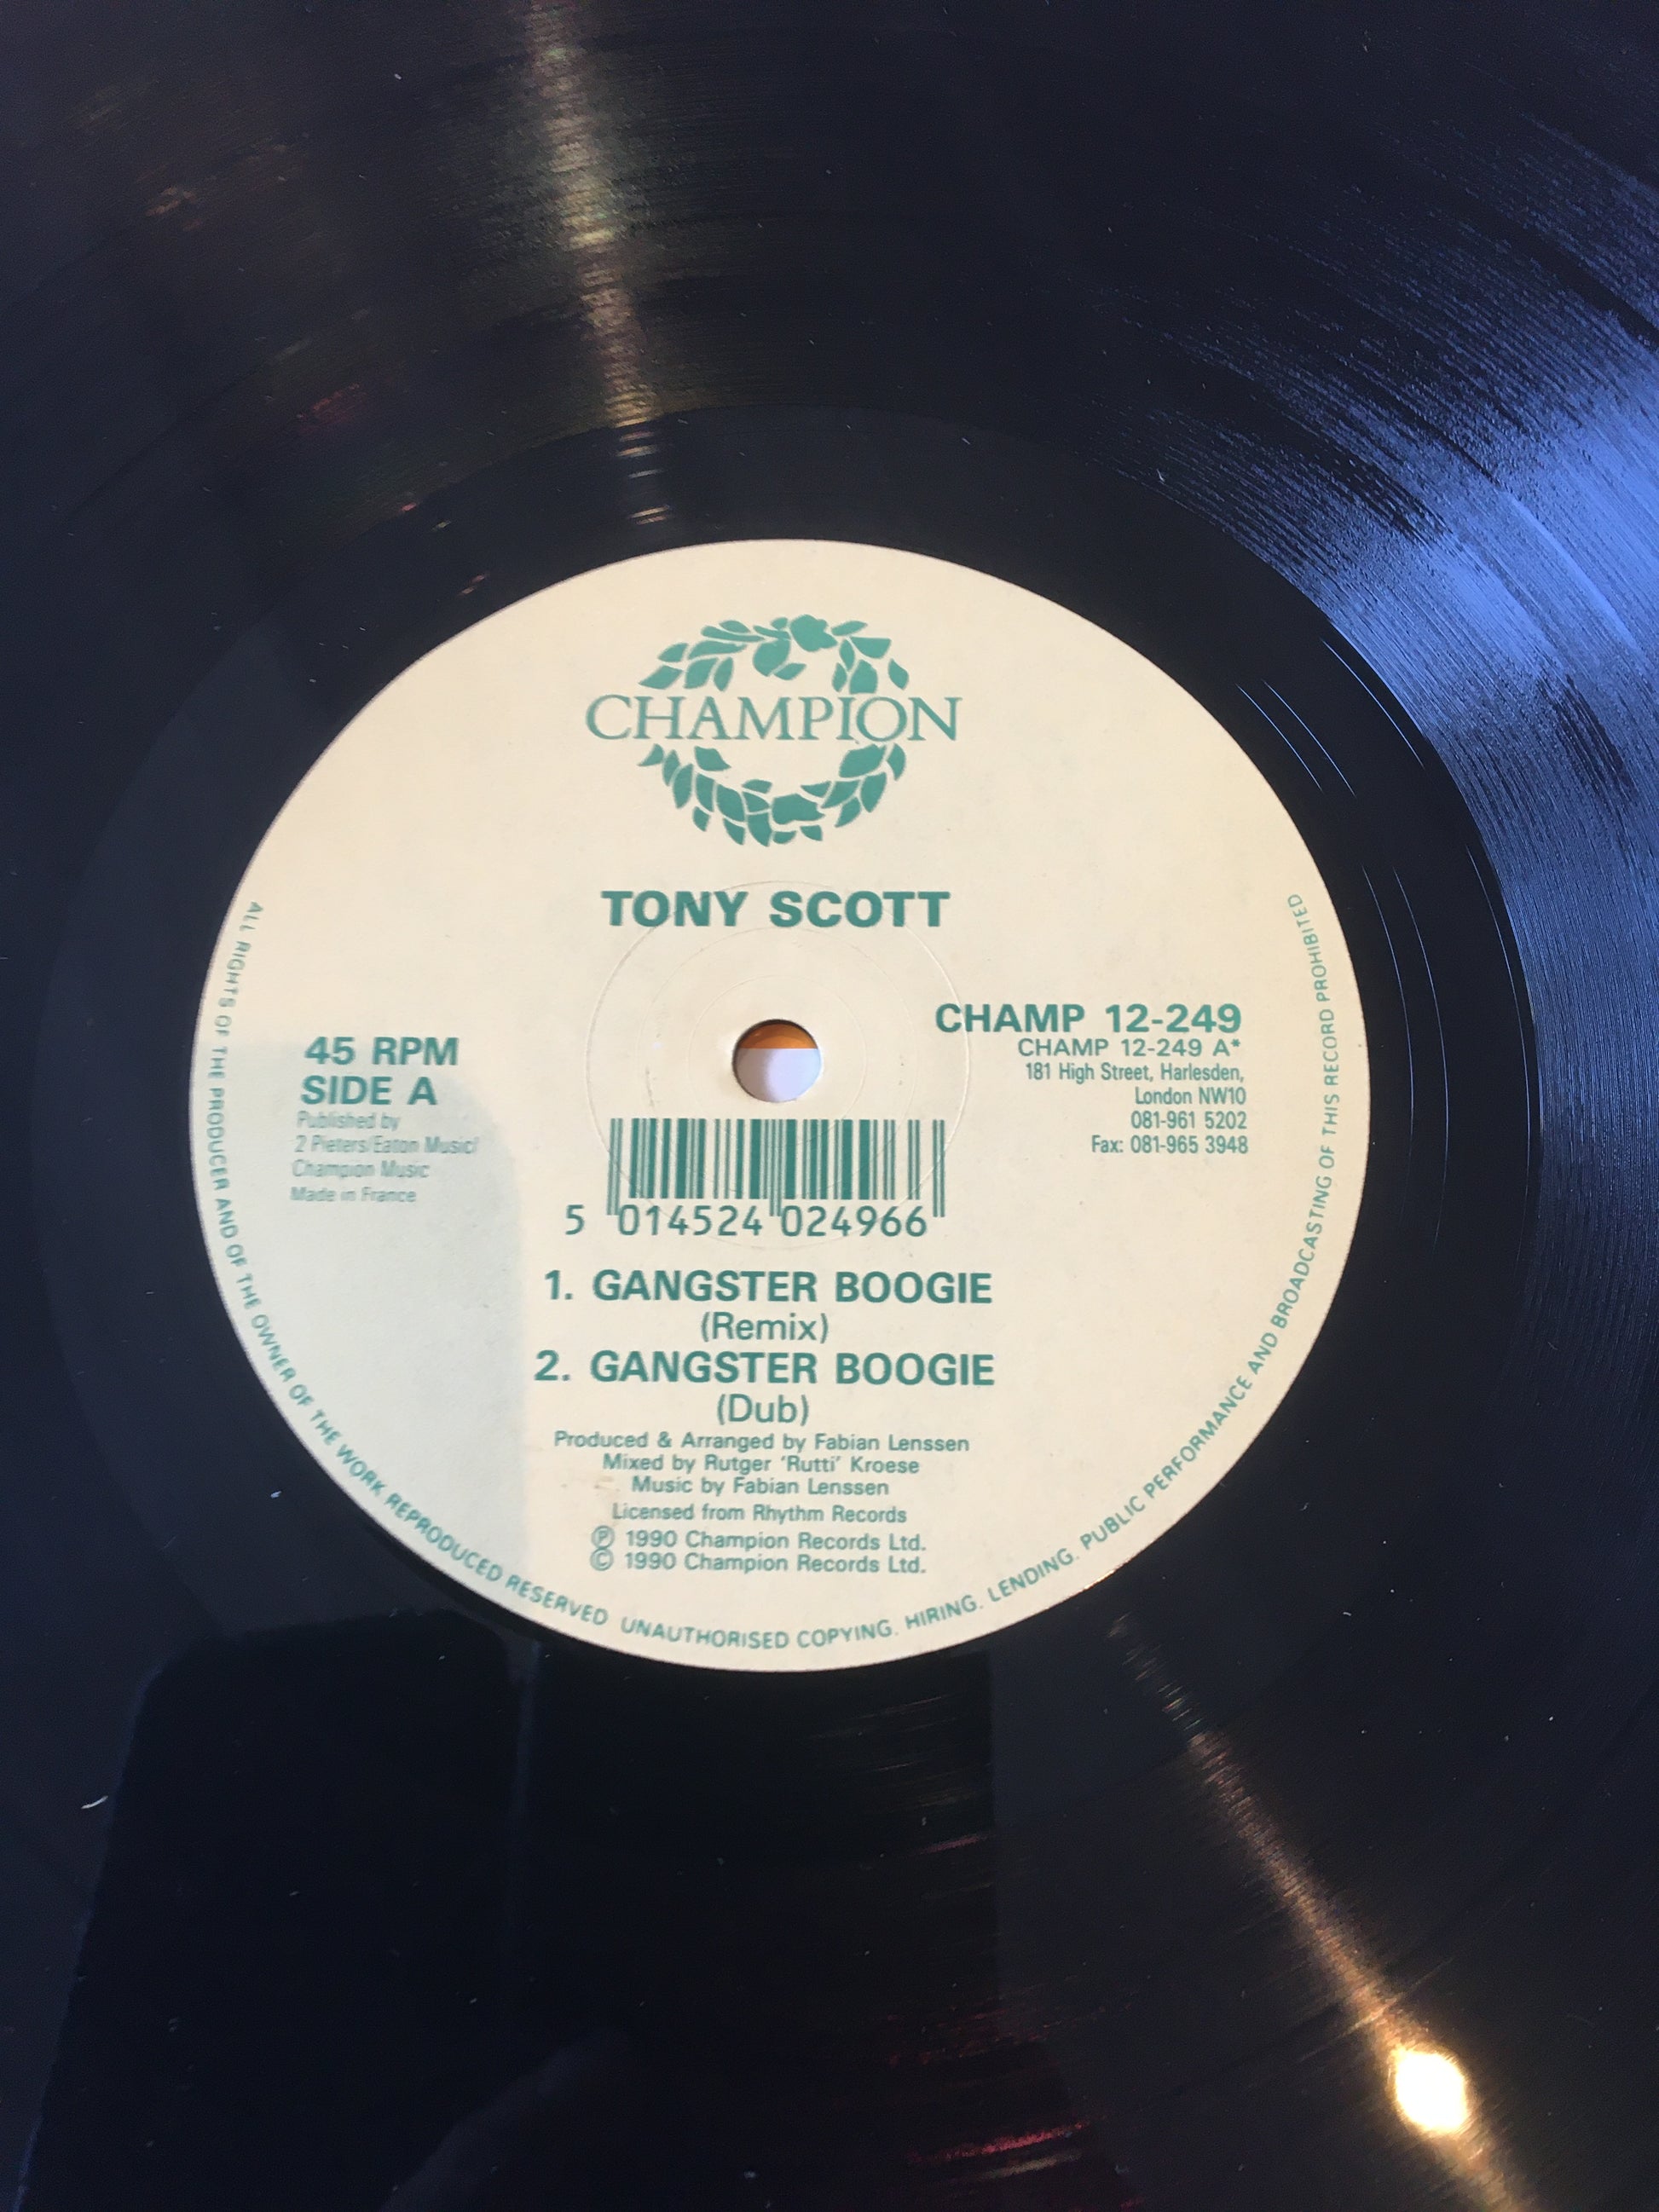 CHAMPION
TONY SCOTT
45 RPM
SIDE A
Published by
2 Pieters/Eaton Music/
Champion Music
Made in France
CHAMP 12-249
CHAMP 12-249 A*
181 High Street, Harlesden,
London NW10
081-961 5202
Fax: 081-965 3948
5 014524 024966
1. GANGSTER BOOGIE
(Remix)
2. GANGSTER BOOGIE
(Dub)
Produced & Arranged by Fabian Lenssen
Mixed by Rutger 'Rutti' Kroese
Music by Fabian Lenssen
Licensed from Rhythm Records
Ⓟ 1990 Champion Records Ltd.
© 1990 Champion Records Ltd.
ALL RIGHTS OF THE PRODUCER AND OF THE OWNER OF THE WORK REPRODUCED RESERVED UNAUTHORISED COPYING. HIRING. LENDING. PUBLIC PERFORMANCE AND BROADCASTING OF THIS RECORD PROHIBITED